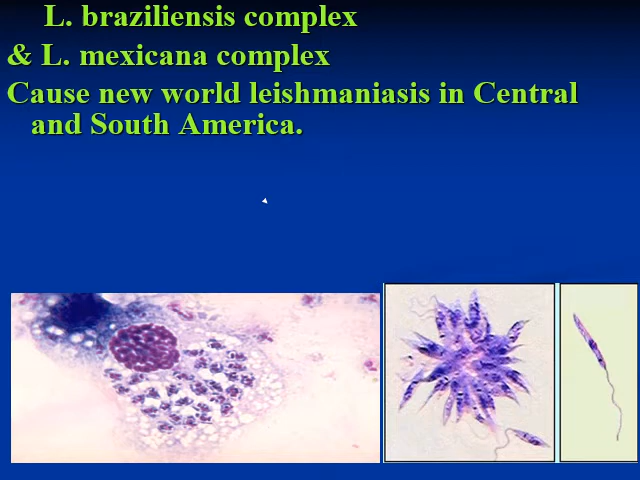 L. braziliensis complex
& L. mexicana complex
Cause new world leishmaniasis in Central
and South America.